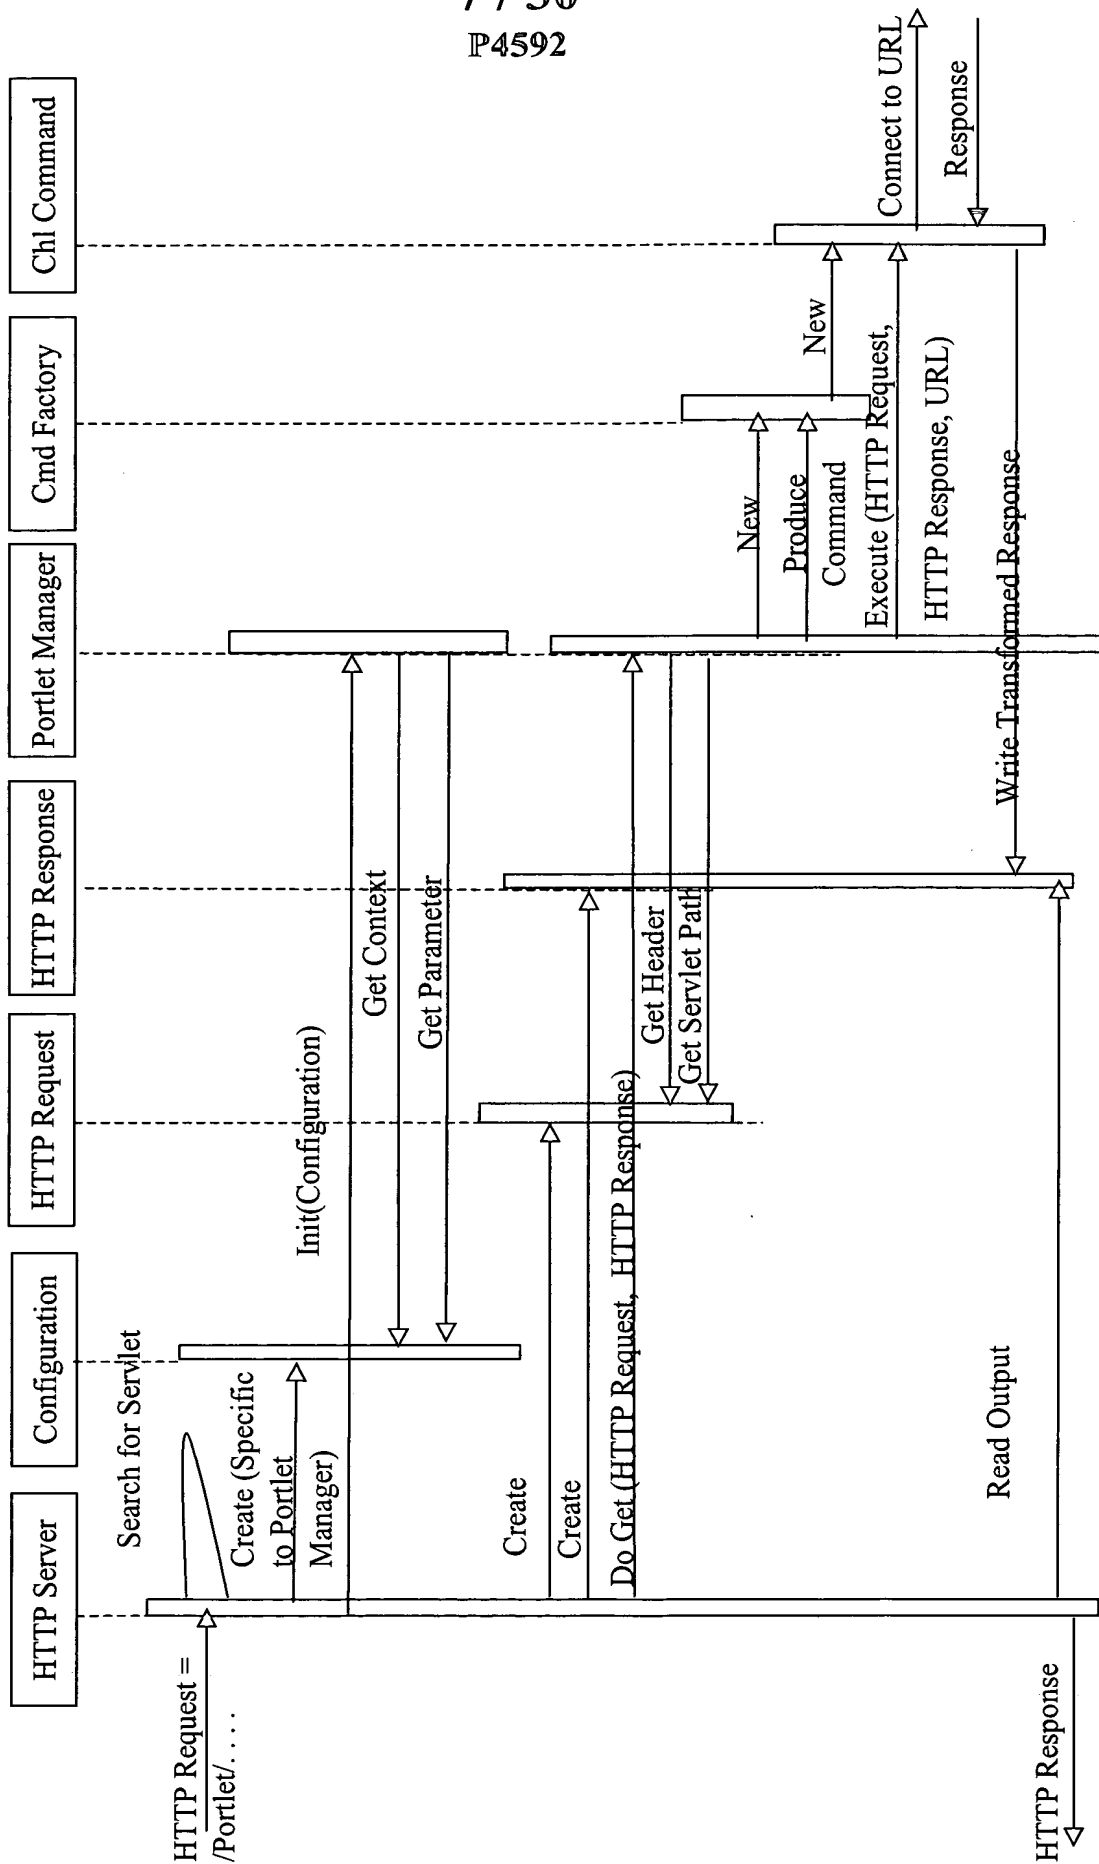 7 / 30
P4592
HTTP Server
Configuration
HTTP Request
HTTP Response
Portlet Manager
Cmd Factory
Chl Command
HTTP Request =
/Portlet/. . . .
Search for Servlet
Create (Specific
to Portlet
Manager)
Init(Configuration)
Get Context
Get Parameter
Create
Create
Do Get (HTTP Request, HTTP Response)
Get Header
Get Servlet Path
New
Produce
Command
New
Execute (HTTP Request,
HTTP Response, URL)
Connect to URL
Response
Write Transformed Response
Read Output
HTTP Response